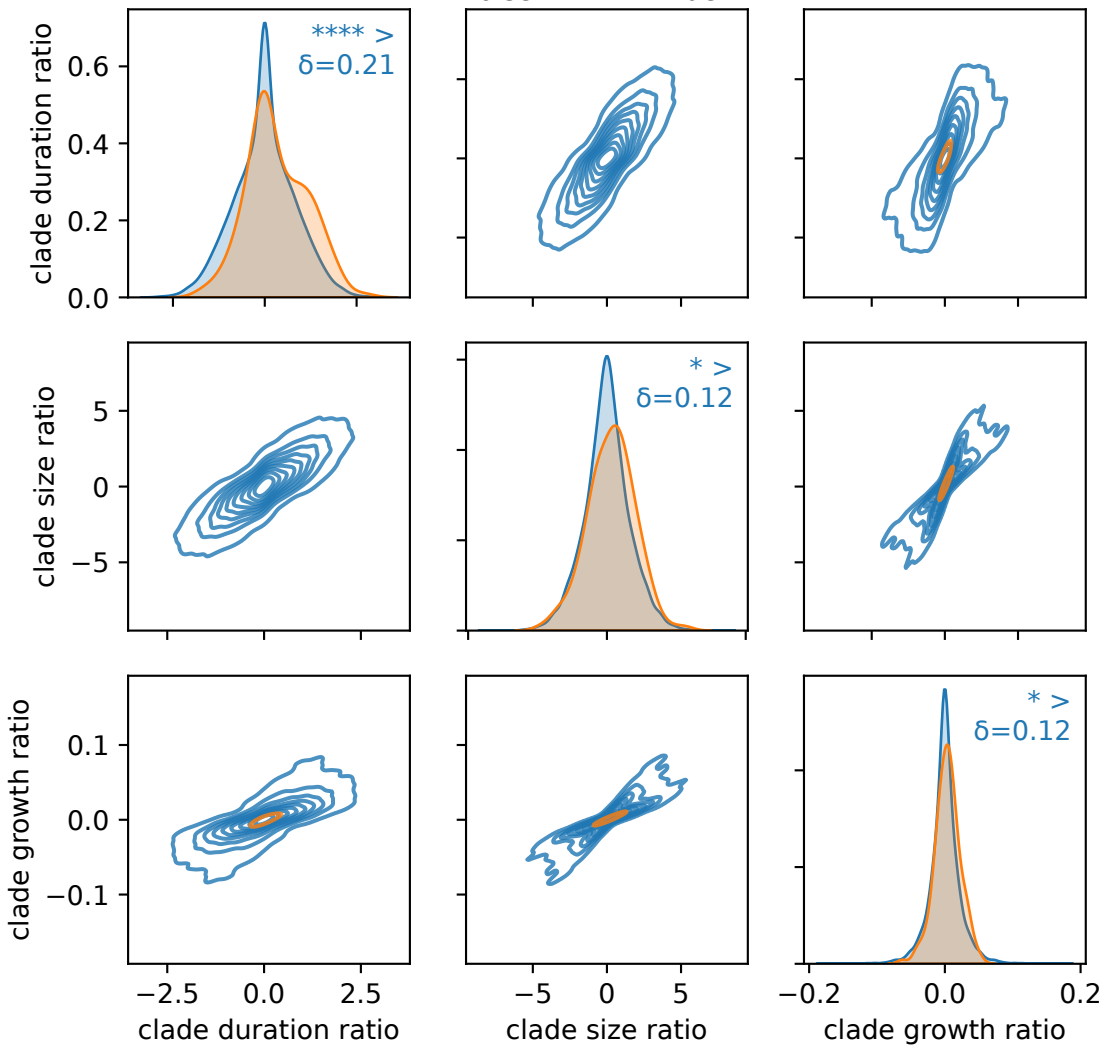 clade duration ratio
0.6
0.4
0.2
0.0
**** >
δ=0.21
clade size ratio
5
0
−5
* >
δ=0.12
clade growth ratio
0.1
0.0
−0.1
* >
δ=0.12
−2.5 0.0 2.5
−5 0 5
−0.2 0.0 0.2
clade duration ratio
clade size ratio
clade growth ratio